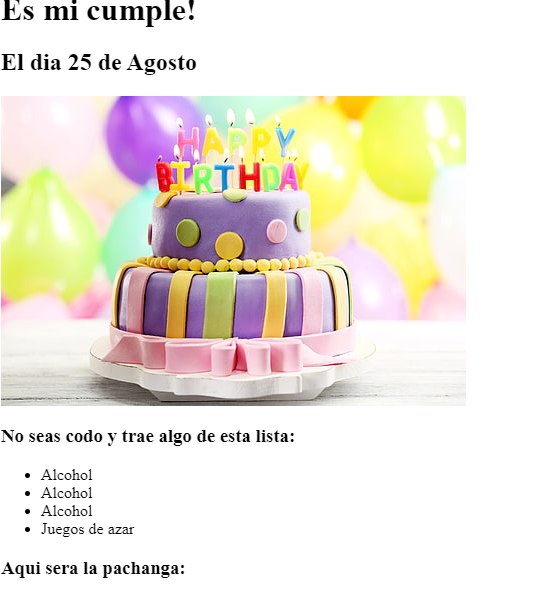 Es mi cumple!
El dia 25 de Agosto
HAPPY
BIRTHDAY
No seas codo y trae algo de esta lista:
Alcohol
Alcohol
Alcohol
Juegos de azar
Aqui sera la pachanga: